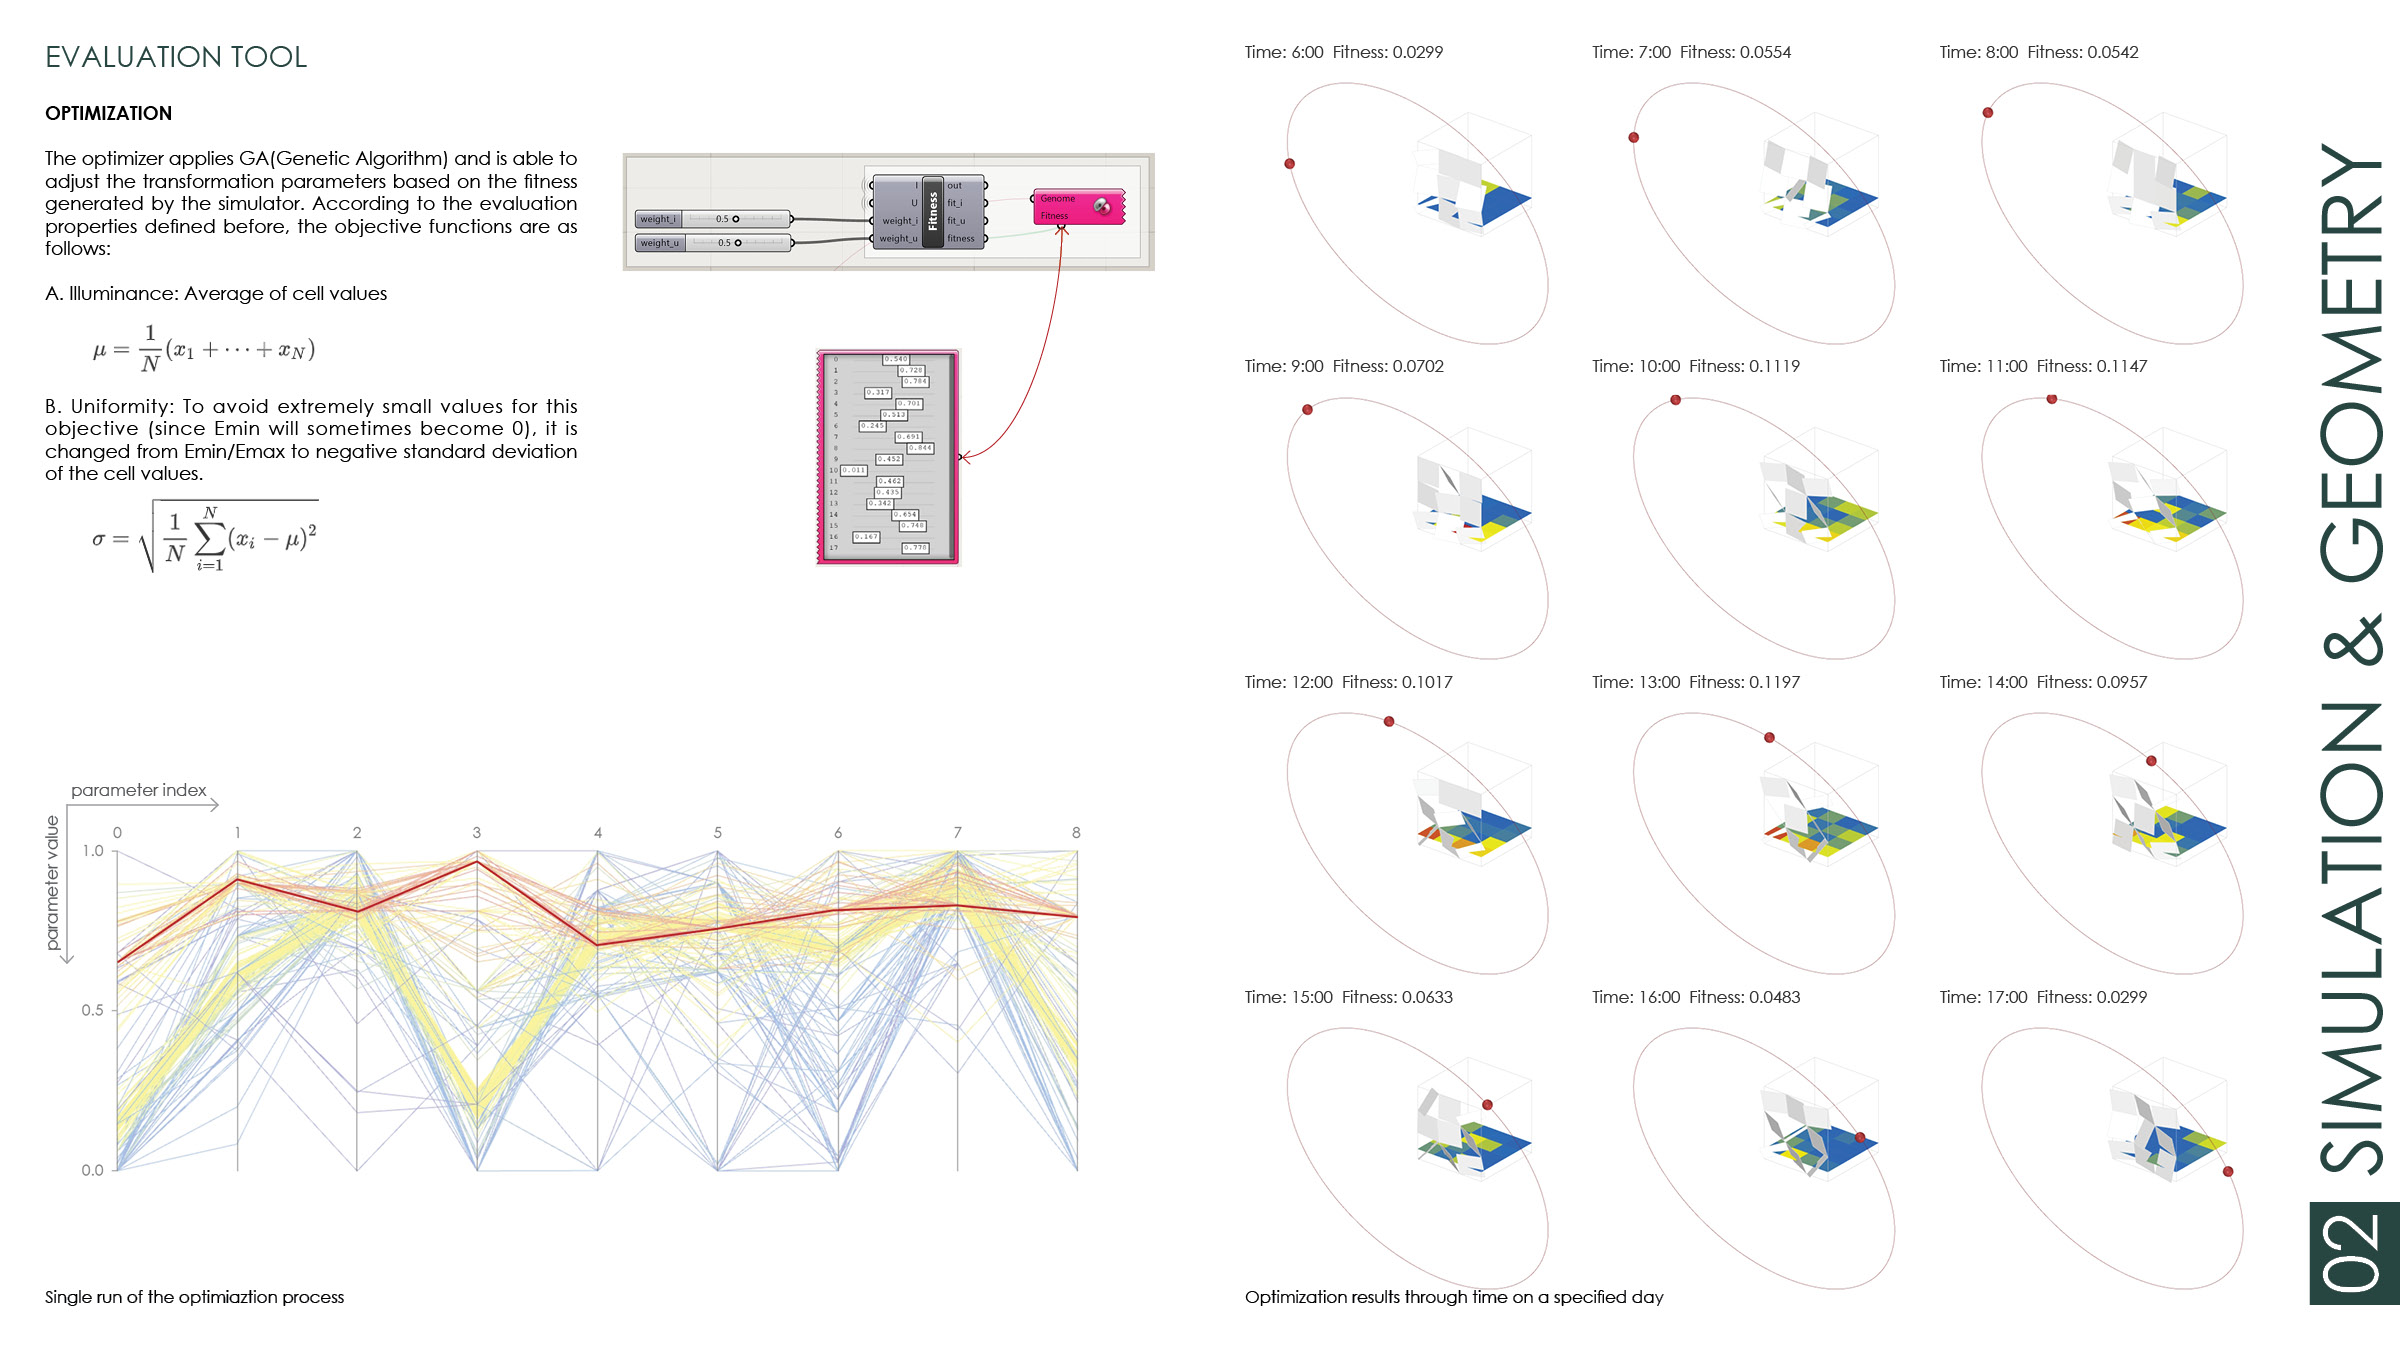 EVALUATION TOOL
OPTIMIZATION
The optimizer applies GA(Genetic Algorithm) and is able to
adjust the transformation parameters based on the fitness
generated by the simulator. According to the evaluation
properties defined before, the objective functions are as
follows:
A. Illuminance: Average of cell values
μ = 1/N (x₁ + · · · + x_N)
B. Uniformity: To avoid extremely small values for this
objective (since Emin will sometimes become 0), it is
changed from Emin/Emax to negative standard deviation
of the cell values.
σ = √(1/N ∑_{i=1}^{N} (x_i − μ)²)
weight_i 0.5
weight_u 0.5
I
U
weight_i
weight_u
Fitness
out
fit_i
fit_u
fitness
Genome
Fitness
0 0.540
1 0.728
2 0.784
3 0.317
4 0.701
5 0.513
6 0.245
7 0.691
8 0.844
9 0.452
10 0.011
11 0.462
12 0.435
13 0.342
14 0.654
15 0.748
16 0.167
17 0.770
parameter index
parameter value
0 1 2 3 4 5 6 7 8
1.0
0.5
0.0
Single run of the optimiaztion process
Time: 6:00 Fitness: 0.0299
Time: 7:00 Fitness: 0.0554
Time: 8:00 Fitness: 0.0542
Time: 9:00 Fitness: 0.0702
Time: 10:00 Fitness: 0.1119
Time: 11:00 Fitness: 0.1147
Time: 12:00 Fitness: 0.1017
Time: 13:00 Fitness: 0.1197
Time: 14:00 Fitness: 0.0957
Time: 15:00 Fitness: 0.0633
Time: 16:00 Fitness: 0.0483
Time: 17:00 Fitness: 0.0299
Optimization results through time on a specified day
02 SIMULATION & GEOMETRY